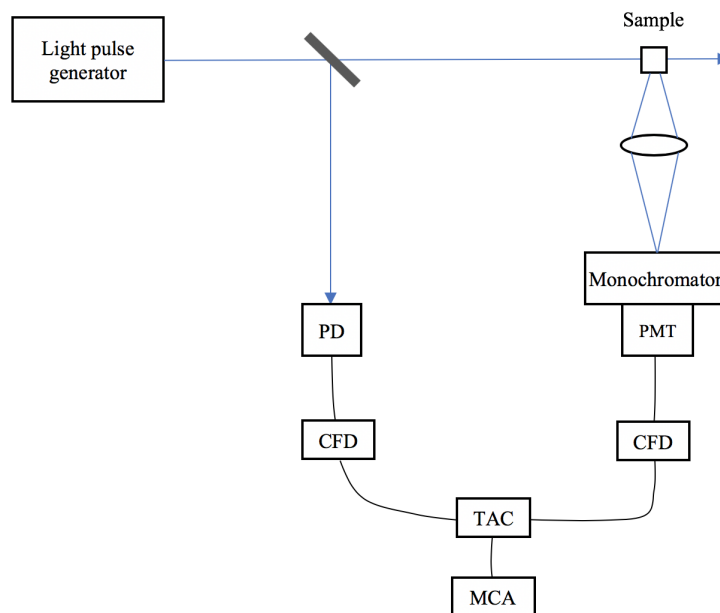 Sample
Light pulse
generator
Monochromator
PD
PMT
CFD
CFD
TAC
MCA